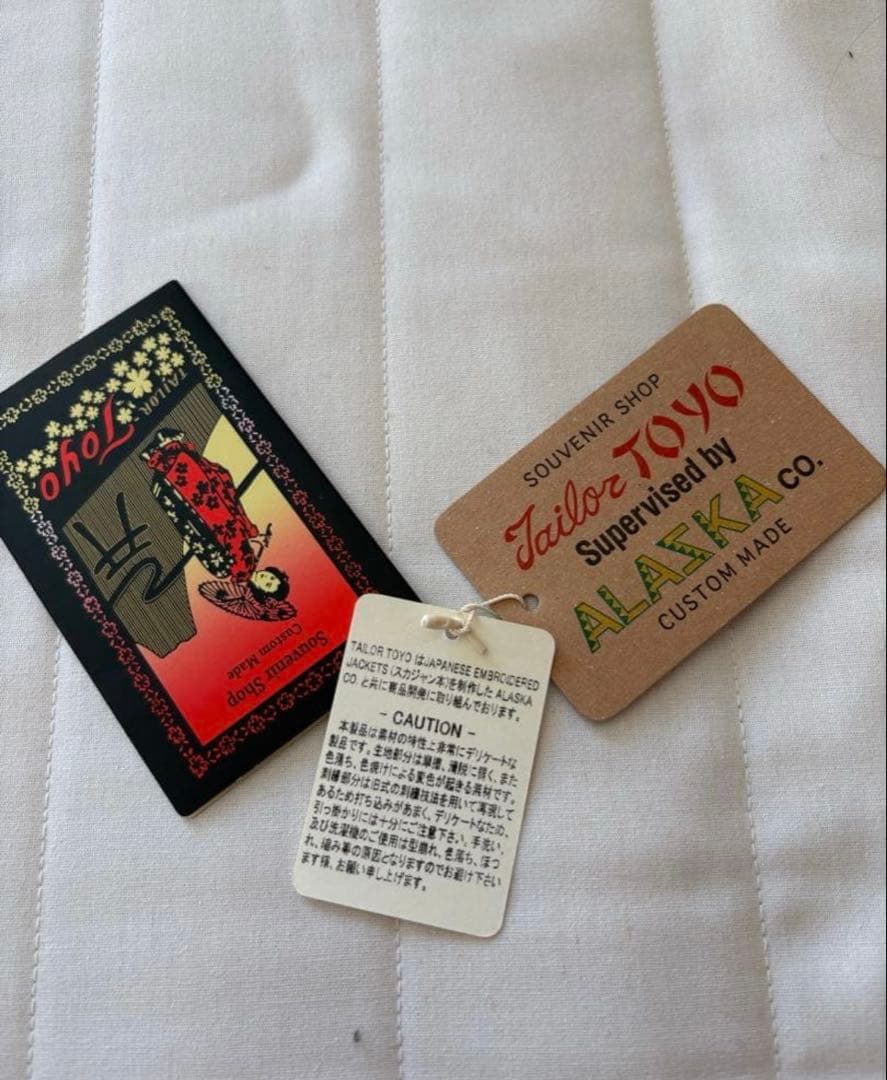 TAILOR
Toyo
東洋
Souvenir Shop
Custom Made
SOUVENIR SHOP
Tailor TOYO
Supervised by
ALASKA CO.
CUSTOM MADE
TAILOR TOYO はJAPANESE EMBROIDERED
JACKETS (スカジャン本)を制作した ALASKA
CO. と共に商品開発に取り組んでおります。
- CAUTION -
本製品は素材の特性上非常にデリケートな
製品です。生地部分は摩擦、滑脱に弱く、また
色落ち、色焼けによる変色が起きる素材です。
刺繍部分は旧式の刺繍技法を用いて再現して
あるため打ち込みがあまく、デリケートなため、
引っ掛かりには十分にご注意下さい。手洗い、
及び洗濯機のご使用は型崩れ、色落ち、ほつ
れ、縮み等の原因となりますのでお避け下さい
ます様、お願い申し上げます。